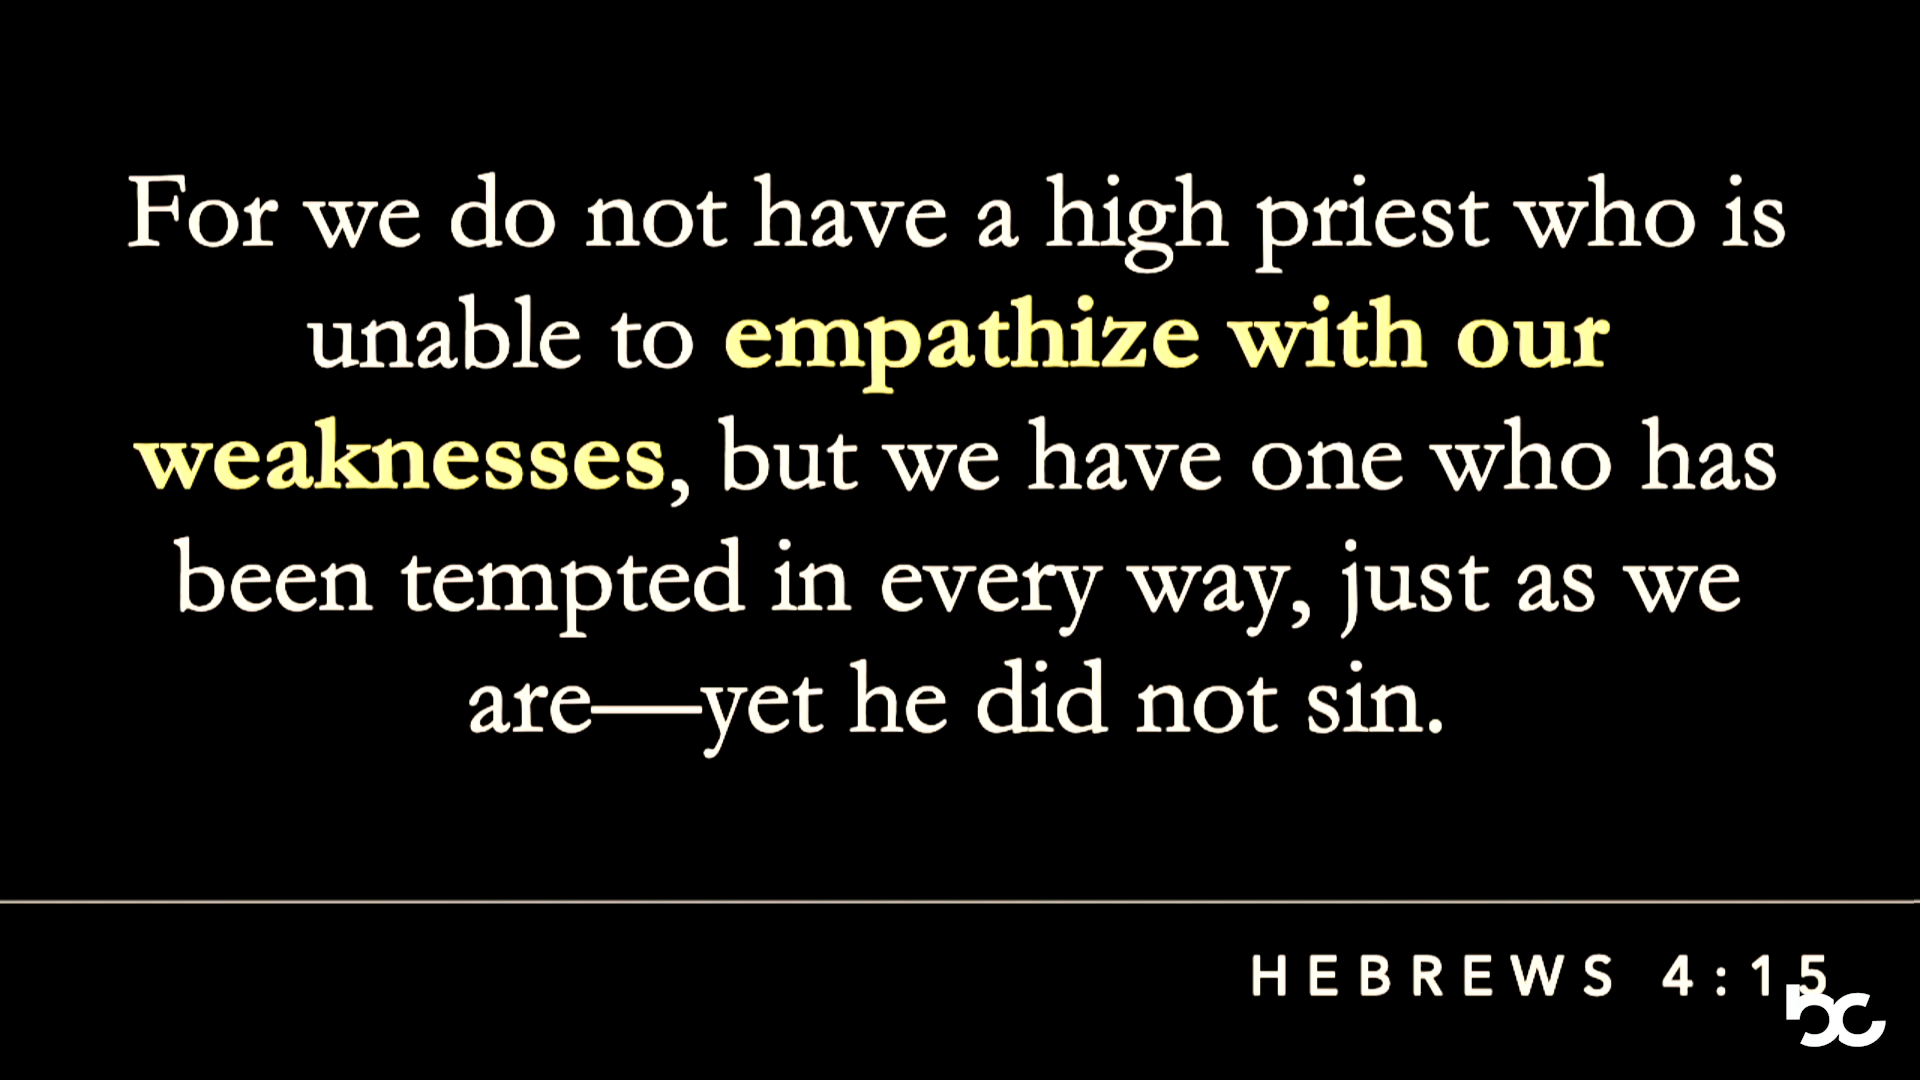 For we do not have a high priest who is
unable to empathize with our
weaknesses, but we have one who has
been tempted in every way, just as we
are—yet he did not sin.
HEBREWS 4:15